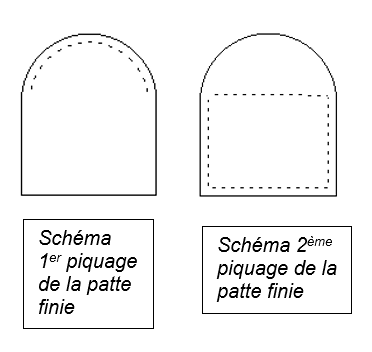 Schéma
1er piquage
de la patte
finie
Schéma 2ème
piquage de la
patte finie